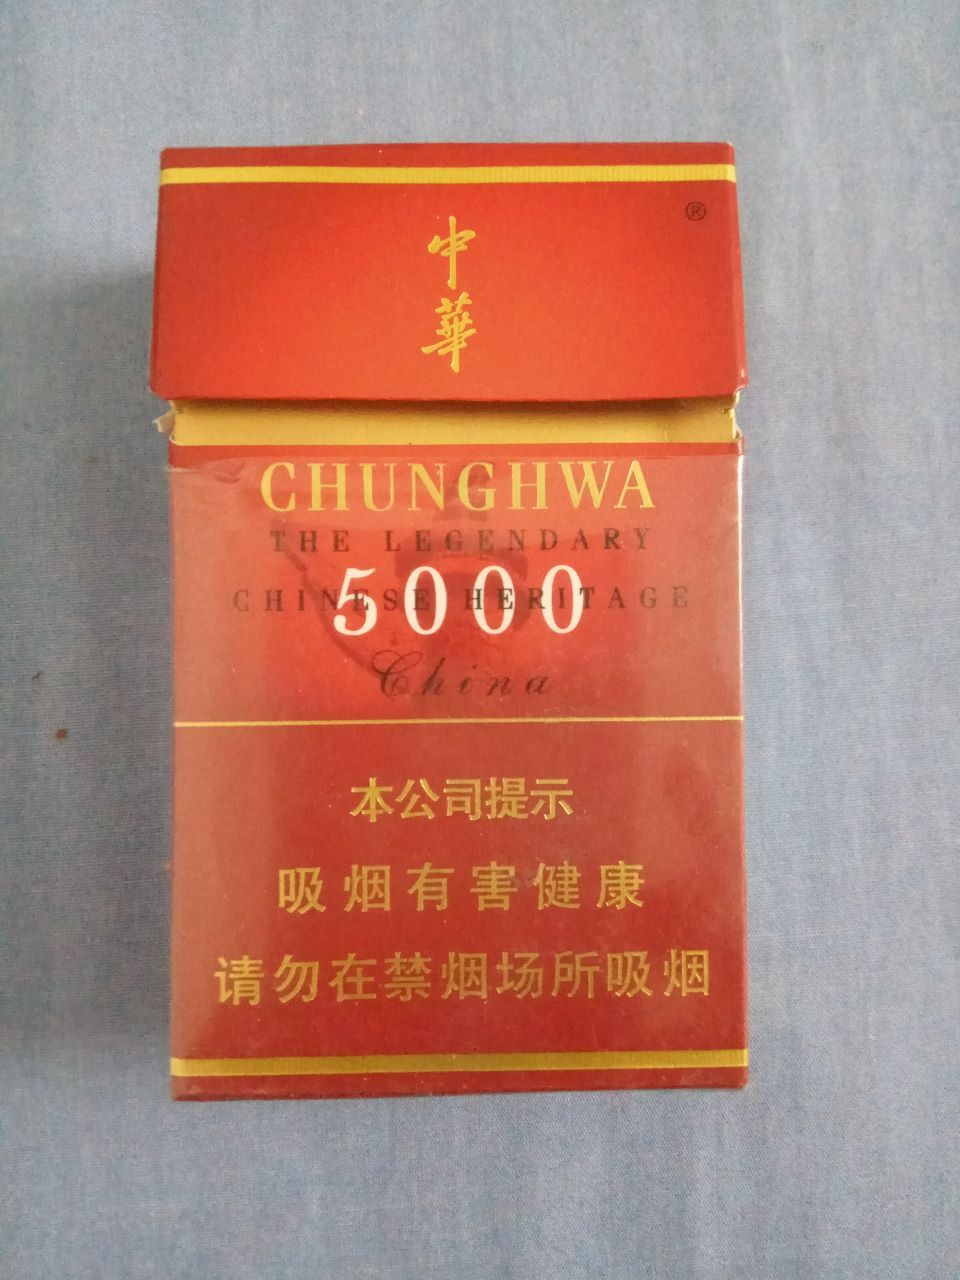 ®
中
華
CHUNGHWA
THE LEGENDARY
5000
CHINESE HERITAGE
China
本公司提示
吸烟有害健康
请勿在禁烟场所吸烟